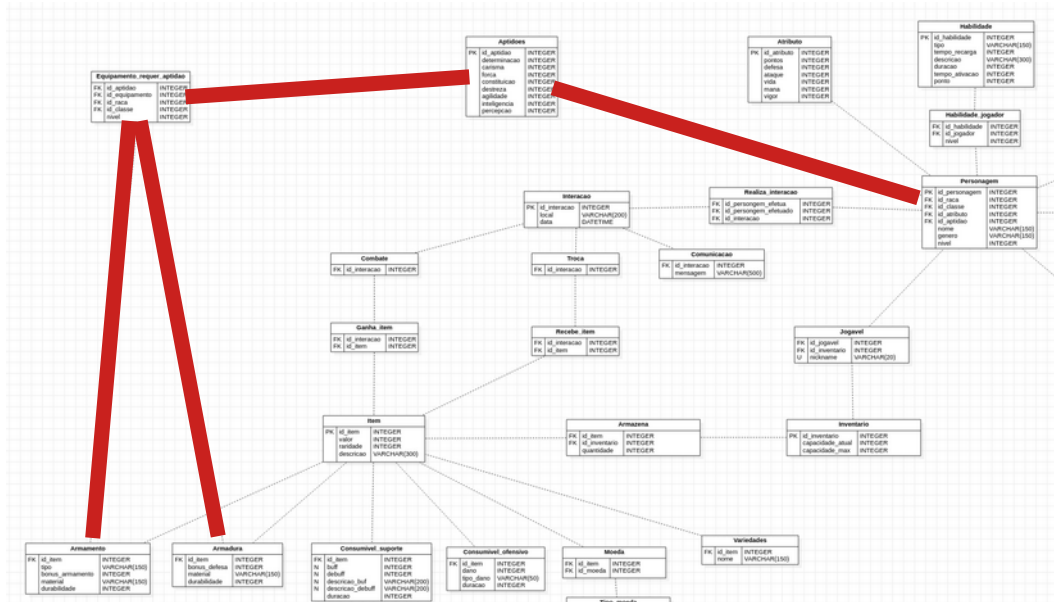 Habilidade
PK id_habilidade INTEGER
tipo VARCHAR(150)
tempo_recarga INTEGER
descricao VARCHAR(300)
duracao INTEGER
tempo_ativacao INTEGER
ponto INTEGER
Aptidoes
PK id_aptidao INTEGER
determinacao INTEGER
carisma INTEGER
forca INTEGER
constituicao INTEGER
destreza INTEGER
agilidade INTEGER
inteligencia INTEGER
percepcao INTEGER
Atributo
PK id_atributo INTEGER
pontos INTEGER
defesa INTEGER
ataque INTEGER
vida INTEGER
mana INTEGER
vigor INTEGER
Equipamento_requer_aptidao
FK id_aptidao INTEGER
FK id_equipamento INTEGER
FK id_raca INTEGER
FK id_classe INTEGER
nivel INTEGER
Habilidade_jogador
FK id_habilidade INTEGER
FK id_jogador INTEGER
nivel INTEGER
Personagem
PK id_personagem INTEGER
FK id_raca INTEGER
FK id_classe INTEGER
FK id_atributo INTEGER
FK id_aptidao INTEGER
nome VARCHAR(150)
genero VARCHAR(150)
nivel INTEGER
Interacao
PK id_interacao INTEGER
local VARCHAR(200)
data DATETIME
Realiza_interacao
FK id_persongem_efetua INTEGER
FK id_persongem_efetuado INTEGER
FK id_interacao INTEGER
Combate
FK id_interacao INTEGER
Troca
FK id_interacao INTEGER
Comunicacao
FK id_interacao INTEGER
mensagem VARCHAR(500)
Ganha_item
FK id_interacao INTEGER
FK id_item INTEGER
Recebe_item
FK id_interacao INTEGER
FK id_item INTEGER
Jogavel
FK id_jogavel INTEGER
FK id_inventario INTEGER
U nickname VARCHAR(20)
Item
PK id_item INTEGER
valor INTEGER
raridade INTEGER
descricao VARCHAR(300)
Armazena
FK id_item INTEGER
FK id_inventario INTEGER
quantidade INTEGER
Inventario
PK id_inventario INTEGER
capacidade_atual INTEGER
capacidade_max INTEGER
Armamento
FK id_item INTEGER
tipo VARCHAR(150)
bonus_armamento INTEGER
material VARCHAR(150)
durabilidade INTEGER
Armadura
FK id_item INTEGER
bonus_defesa INTEGER
material VARCHAR(150)
durabilidade INTEGER
Consumivel_suporte
FK id_item INTEGER
N buff INTEGER
N debuff INTEGER
N descricao_buf VARCHAR(200)
N descricao_debuff VARCHAR(200)
duracao INTEGER
Consumivel_ofensivo
FK id_item INTEGER
dano INTEGER
tipo_dano VARCHAR(50)
duracao INTEGER
Moeda
FK id_item INTEGER
FK id_moeda INTEGER
Variedades
FK id_item INTEGER
nome VARCHAR(150)